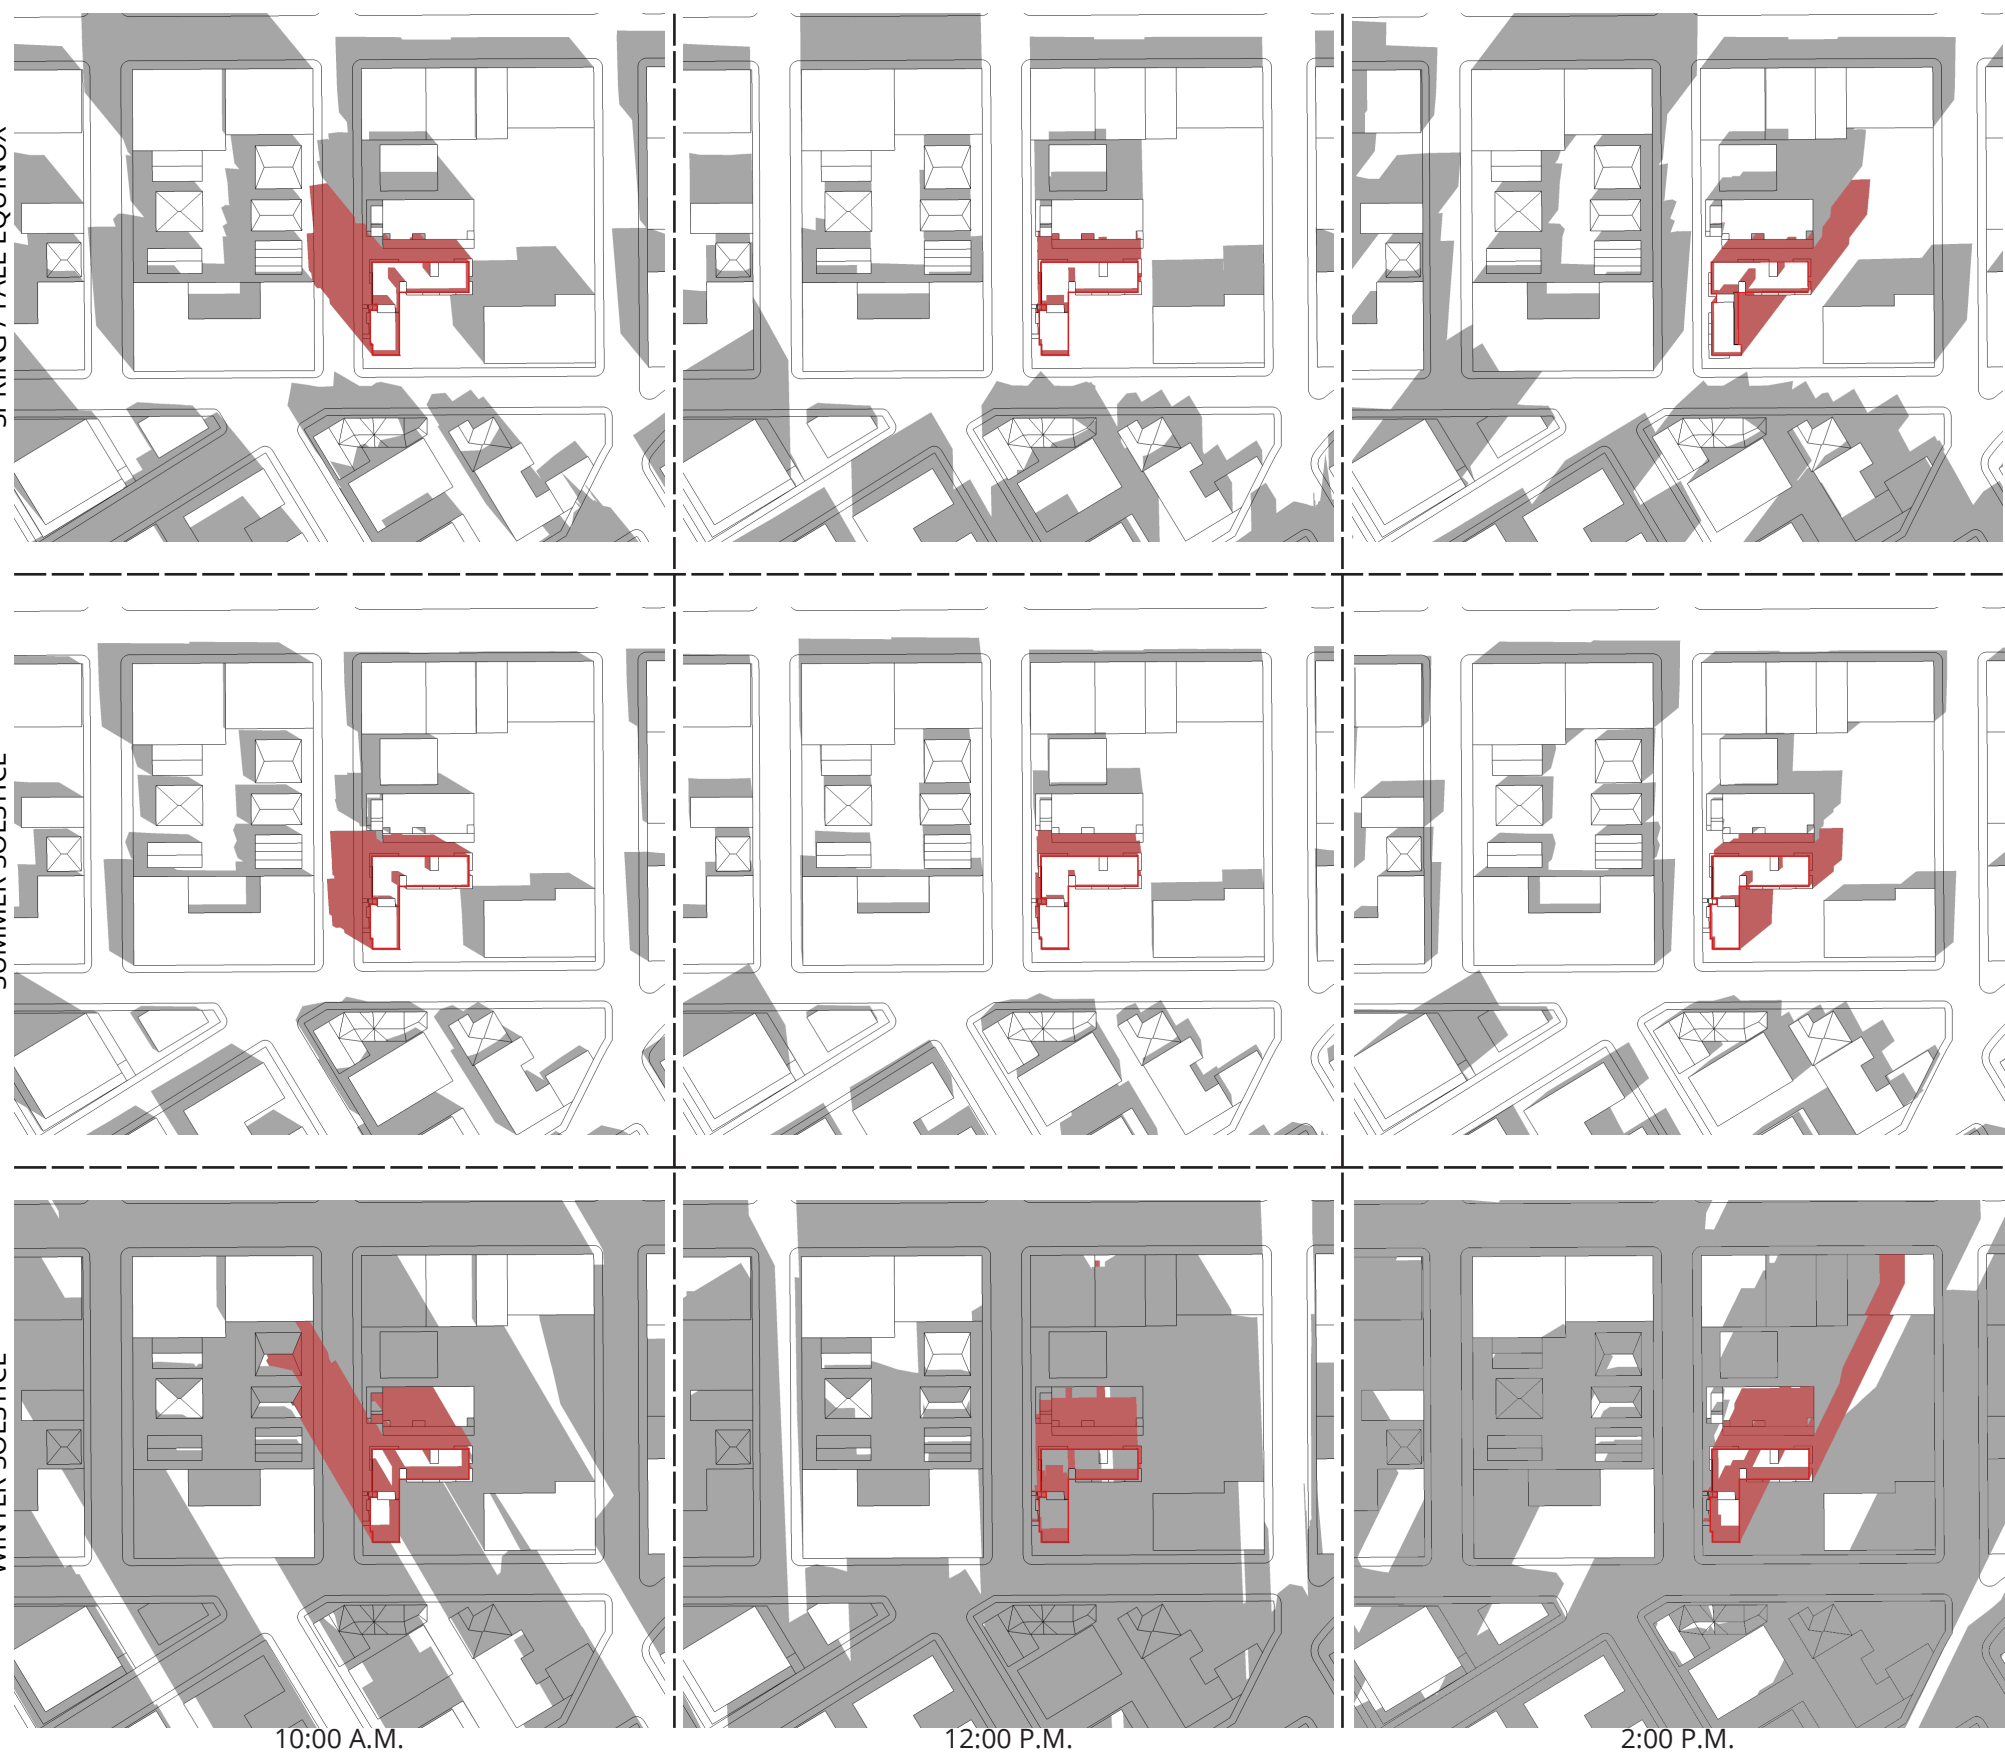 SPRING / FALL EQUINOX
SUMMER SOLSTICE
WINTER SOLSTICE
10:00 A.M.
12:00 P.M.
2:00 P.M.